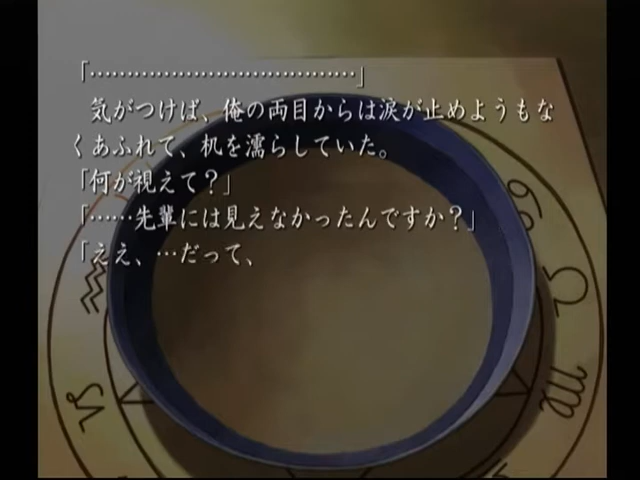 「………………………………」
気がつけば、俺の両目からは涙が止めようもな
くあふれて、机を濡らしていた。
「何が視えて？」
「……先輩には見えなかったんですか？」
「ええ、…だって、